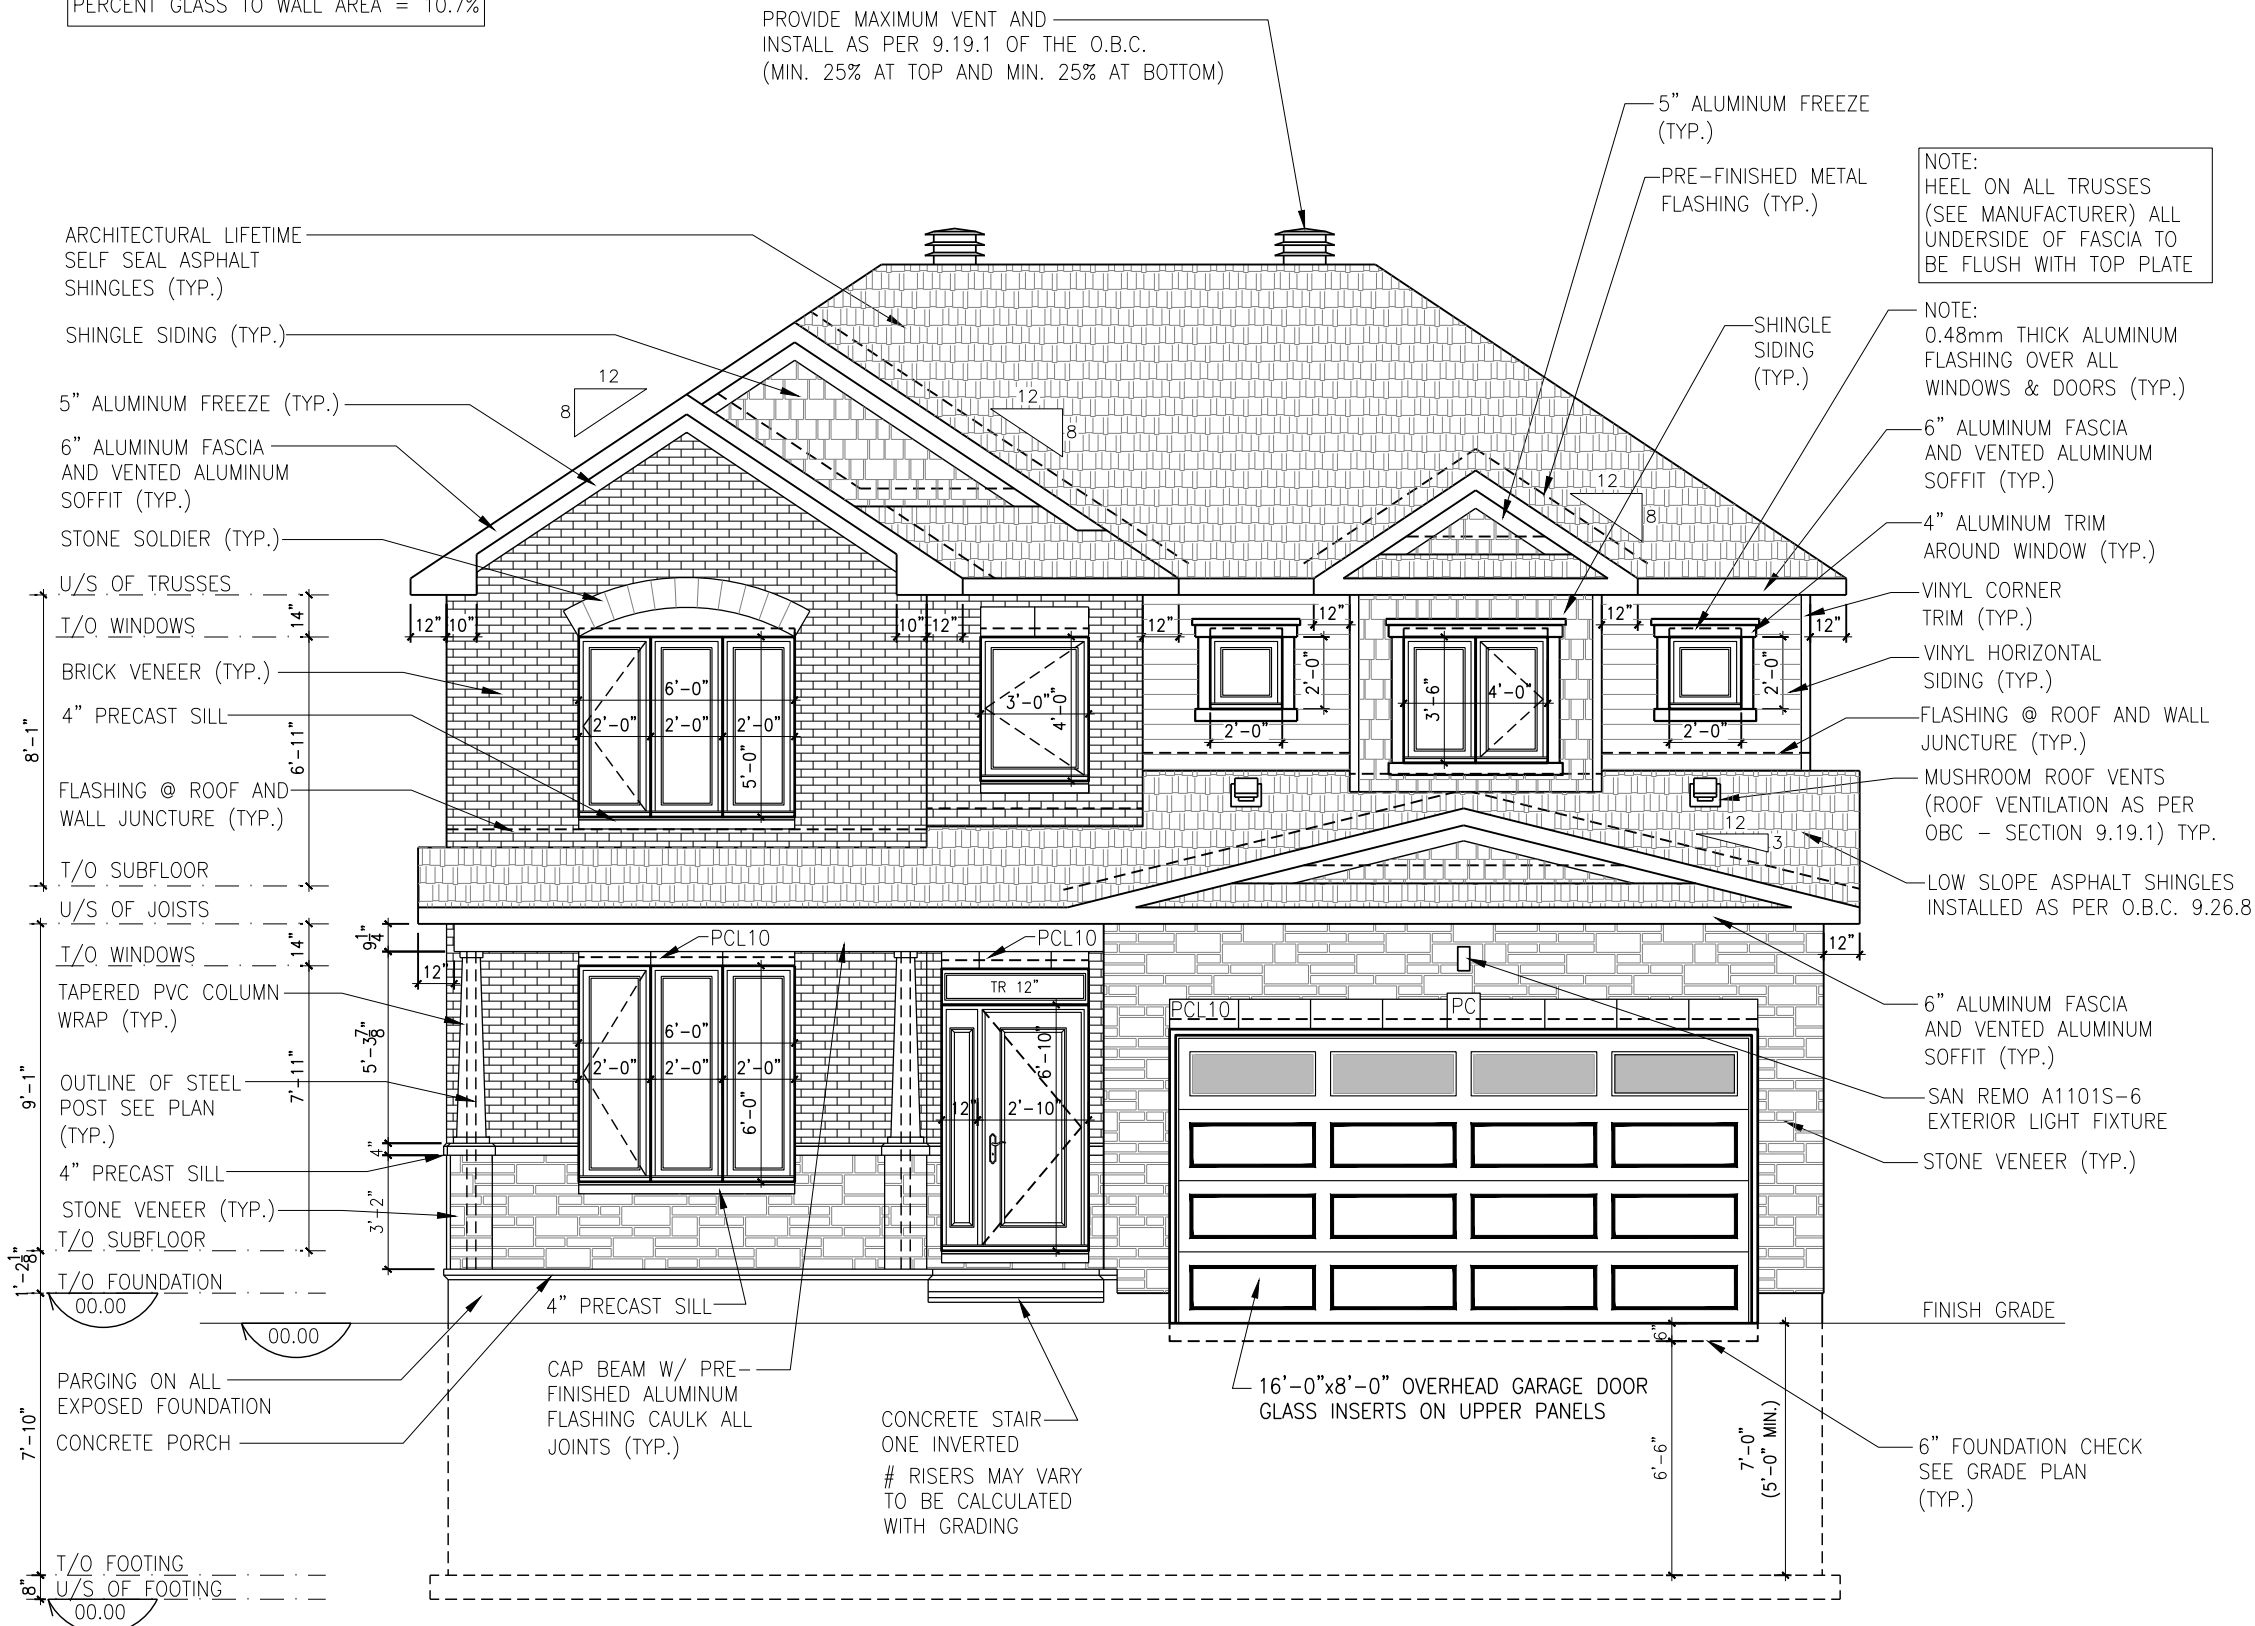 PERCENT GLASS TO WALL AREA = 10.7%
PROVIDE MAXIMUM VENT AND
INSTALL AS PER 9.19.1 OF THE O.B.C.
(MIN. 25% AT TOP AND MIN. 25% AT BOTTOM)
5" ALUMINUM FREEZE
(TYP.)
PRE-FINISHED METAL
FLASHING (TYP.)
NOTE:
HEEL ON ALL TRUSSES
(SEE MANUFACTURER) ALL
UNDERSIDE OF FASCIA TO
BE FLUSH WITH TOP PLATE
NOTE:
0.48mm THICK ALUMINUM
FLASHING OVER ALL
WINDOWS & DOORS (TYP.)
SHINGLE
SIDING
(TYP.)
6" ALUMINUM FASCIA
AND VENTED ALUMINUM
SOFFIT (TYP.)
4" ALUMINUM TRIM
AROUND WINDOW (TYP.)
VINYL CORNER
TRIM (TYP.)
VINYL HORIZONTAL
SIDING (TYP.)
FLASHING @ ROOF AND WALL
JUNCTURE (TYP.)
MUSHROOM ROOF VENTS
(ROOF VENTILATION AS PER
OBC - SECTION 9.19.1) TYP.
LOW SLOPE ASPHALT SHINGLES
INSTALLED AS PER O.B.C. 9.26.8
6" ALUMINUM FASCIA
AND VENTED ALUMINUM
SOFFIT (TYP.)
SAN REMO A1101S-6
EXTERIOR LIGHT FIXTURE
STONE VENEER (TYP.)
FINISH GRADE
6" FOUNDATION CHECK
SEE GRADE PLAN
(TYP.)
ARCHITECTURAL LIFETIME
SELF SEAL ASPHALT
SHINGLES (TYP.)
SHINGLE SIDING (TYP.)
5" ALUMINUM FREEZE (TYP.)
6" ALUMINUM FASCIA
AND VENTED ALUMINUM
SOFFIT (TYP.)
STONE SOLDIER (TYP.)
U/S OF TRUSSES
T/O WINDOWS
BRICK VENEER (TYP.)
4" PRECAST SILL
FLASHING @ ROOF AND
WALL JUNCTURE (TYP.)
T/O SUBFLOOR
U/S OF JOISTS
T/O WINDOWS
TAPERED PVC COLUMN
WRAP (TYP.)
OUTLINE OF STEEL
POST SEE PLAN
(TYP.)
4" PRECAST SILL
STONE VENEER (TYP.)
T/O SUBFLOOR
T/O FOUNDATION
00.00
00.00
PARGING ON ALL
EXPOSED FOUNDATION
CONCRETE PORCH
T/O FOOTING
U/S OF FOOTING
00.00
8'-1"
14"
6'-11"
9'-1"
14"
7'-11"
1'-2 1/8"
7'-10"
8"
9 1/4"
12"
5'-3 7/8"
4"
3'-2"
12
8
12
8
12
8
12
3
12"
10"
10"
12"
12"
12"
12"
12"
6'-0"
2'-0"
2'-0"
2'-0"
5'-0"
3'-0"
4'-0"
2'-0"
2'-0"
3'-6"
4'-0"
2'-0"
2'-0"
PCL10
PCL10
TR 12"
6'-0"
2'-0"
2'-0"
2'-0"
6'-0"
6'-10"
12"
2'-10"
PCL10
PC
12"
4" PRECAST SILL
CAP BEAM W/ PRE-
FINISHED ALUMINUM
FLASHING CAULK ALL
JOINTS (TYP.)
CONCRETE STAIR
ONE INVERTED
# RISERS MAY VARY
TO BE CALCULATED
WITH GRADING
16'-0"x8'-0" OVERHEAD GARAGE DOOR
GLASS INSERTS ON UPPER PANELS
6"
6'-6"
7'-0"
(5'-0" MIN.)